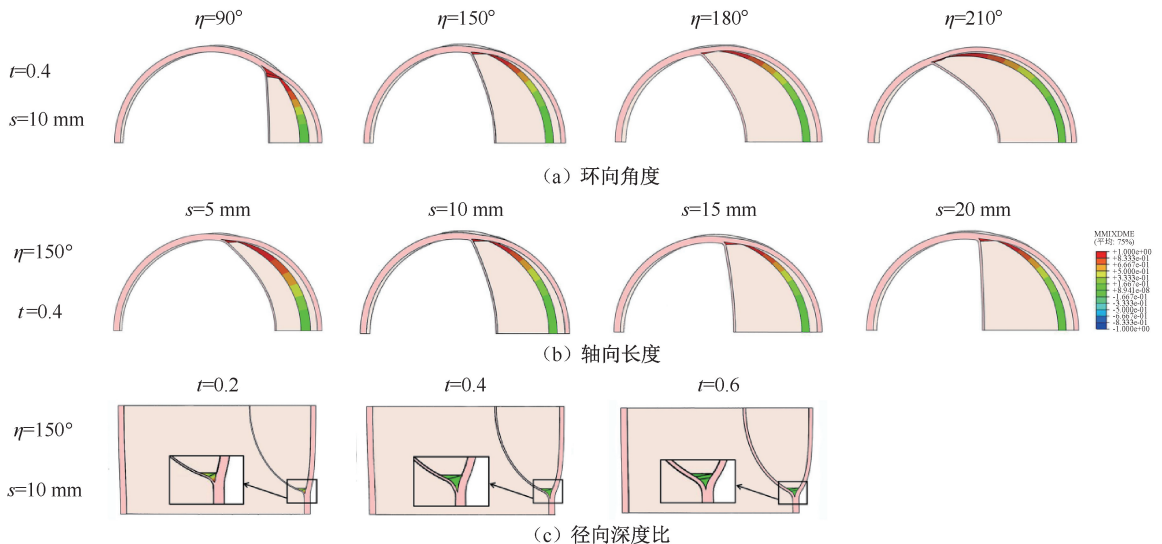 η=90° η=150° η=180° η=210°
t=0.4
s=10 mm
（a）环向角度
s=5 mm s=10 mm s=15 mm s=20 mm
η=150°
t=0.4
MMIXDME
(平均: 75%)
+1.000e+00
+8.333e-01
+6.667e-01
+5.000e-01
+3.333e-01
+1.667e-01
+8.941e-08
-1.667e-01
-3.333e-01
-5.000e-01
-6.667e-01
-8.333e-01
-1.000e+00
（b）轴向长度
t=0.2 t=0.4 t=0.6
η=150°
s=10 mm
（c）径向深度比